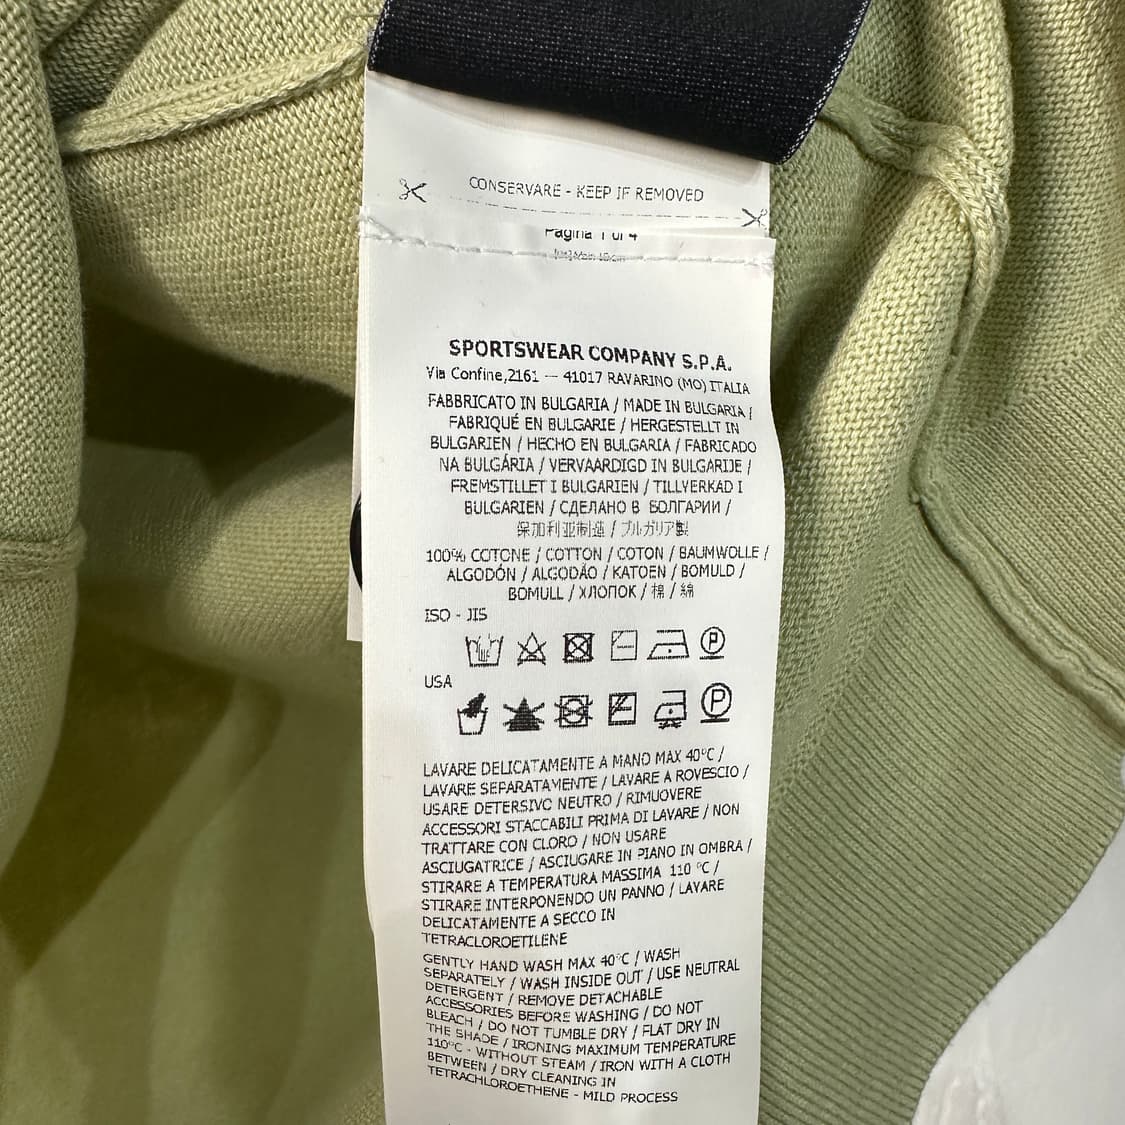 CONSERVARE - KEEP IF REMOVED
Pagina 1 of 4
SPORTSWEAR COMPANY S.P.A.
Via Confine,2161 — 41017 RAVARINO (MO) ITALIA
FABBRICATO IN BULGARIA / MADE IN BULGARIA /
FABRIQUÉ EN BULGARIE / HERGESTELLT IN
BULGARIEN / HECHO EN BULGARIA / FABRICADO
NA BULGÁRIA / VERVAARDIGD IN BULGARIJE /
FREMSTILLET I BULGARIEN / TILLVERKAD I
BULGARIEN / СДЕЛАНО В БОЛГАРИИ /
保加利亚制造 / ブルガリア製
100% COTONE / COTTON / COTON / BAUMWOLLE /
ALGODÓN / ALGODÃO / KATOEN / BOMULD /
BOMULL / ХЛОПОК / 棉 / 綿
ISO - JIS
P
USA
P
LAVARE DELICATAMENTE A MANO MAX 40°C /
LAVARE SEPARATAMENTE / LAVARE A ROVESCIO /
USARE DETERSIVO NEUTRO / RIMUOVERE
ACCESSORI STACCABILI PRIMA DI LAVARE / NON
TRATTARE CON CLORO / NON USARE
ASCIUGATRICE / ASCIUGARE IN PIANO IN OMBRA /
STIRARE A TEMPERATURA MASSIMA 110 °C /
STIRARE INTERPONENDO UN PANNO / LAVARE
DELICATAMENTE A SECCO IN
TETRACLOROETILENE
GENTLY HAND WASH MAX 40°C / WASH
SEPARATELY / WASH INSIDE OUT / USE NEUTRAL
DETERGENT / REMOVE DETACHABLE
ACCESSORIES BEFORE WASHING / DO NOT
BLEACH / DO NOT TUMBLE DRY / FLAT DRY IN
THE SHADE / IRONING MAXIMUM TEMPERATURE
110°C - WITHOUT STEAM / IRON WITH A CLOTH
BETWEEN / DRY CLEANING IN
TETRACHLOROETHENE - MILD PROCESS